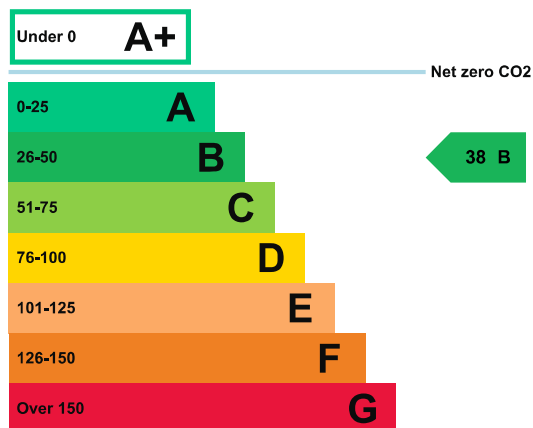 Under 0 A+
Net zero CO2
0-25 A
26-50 B
38 B
51-75 C
76-100 D
101-125 E
126-150 F
Over 150 G